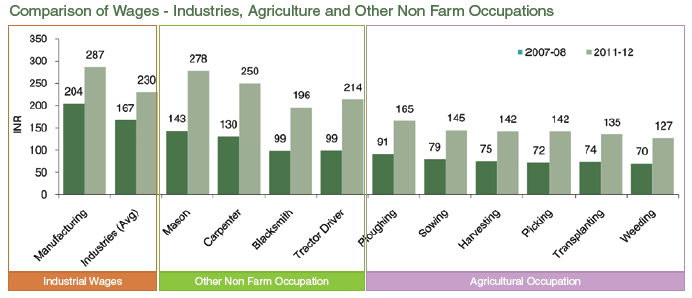 Comparison of Wages - Industries, Agriculture and Other Non Farm Occupations
350
300
250
200
150
100
50
0
INR
2007-08 2011-12
204 287 167 230
143 278 130 250 99 196 99 214
91 165 79 145 75 142 72 142 74 135 70 127
Manufacturing Industries (Avg) Mason Carpenter Blacksmith Tractor Driver Ploughing Sowing Harvesting Picking Transplanting Weeding
Industrial Wages Other Non Farm Occupation Agricultural Occupation